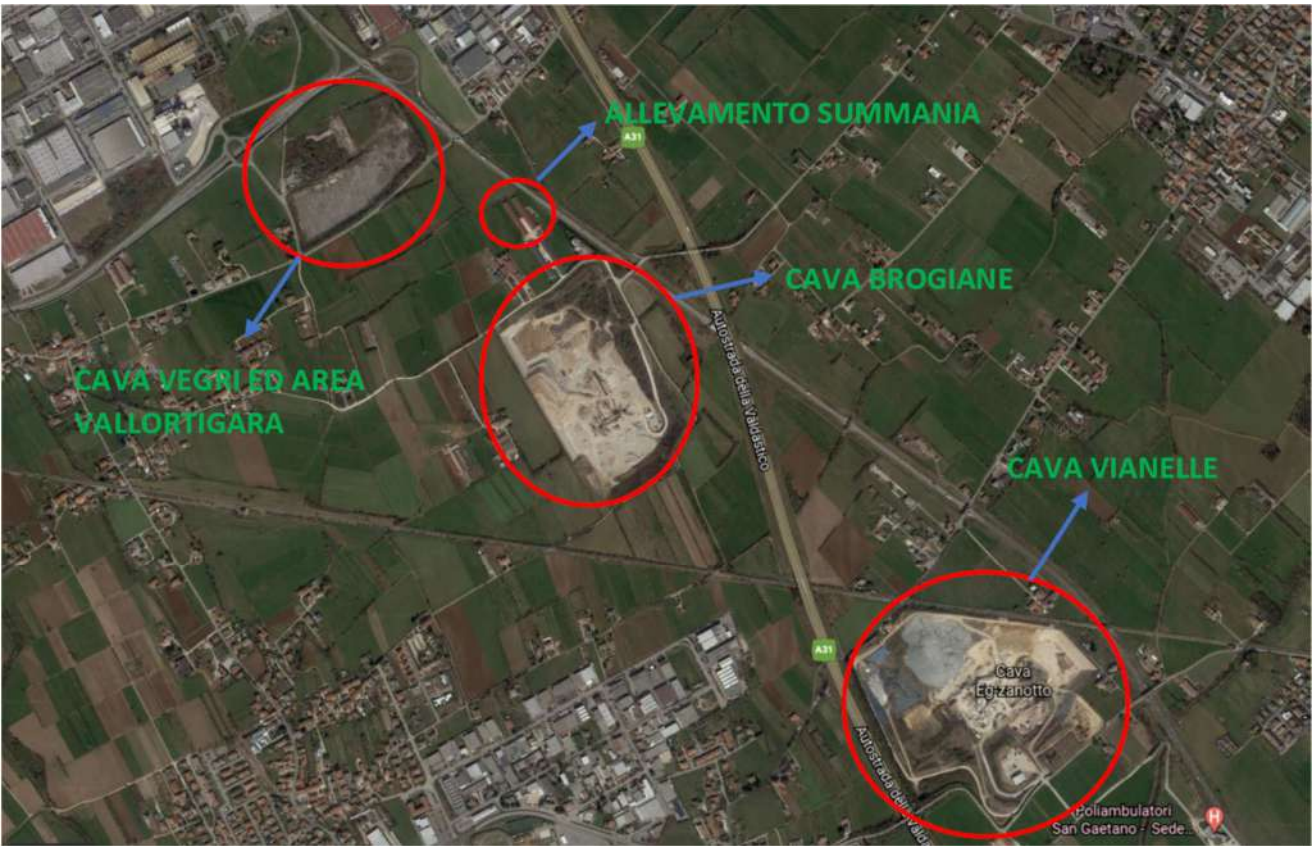 ALLEVAMENTO SUMMANIA
A31
CAVA BROGIANE
Autostrada della Valdastico
CAVA VEGRI ED AREA
VALLORTIGARA
CAVA VIANELLE
A31
Cava
Eg-zanotto
Autostrada della Vald
Poliambulatori
San Gaetano - Sede...
H